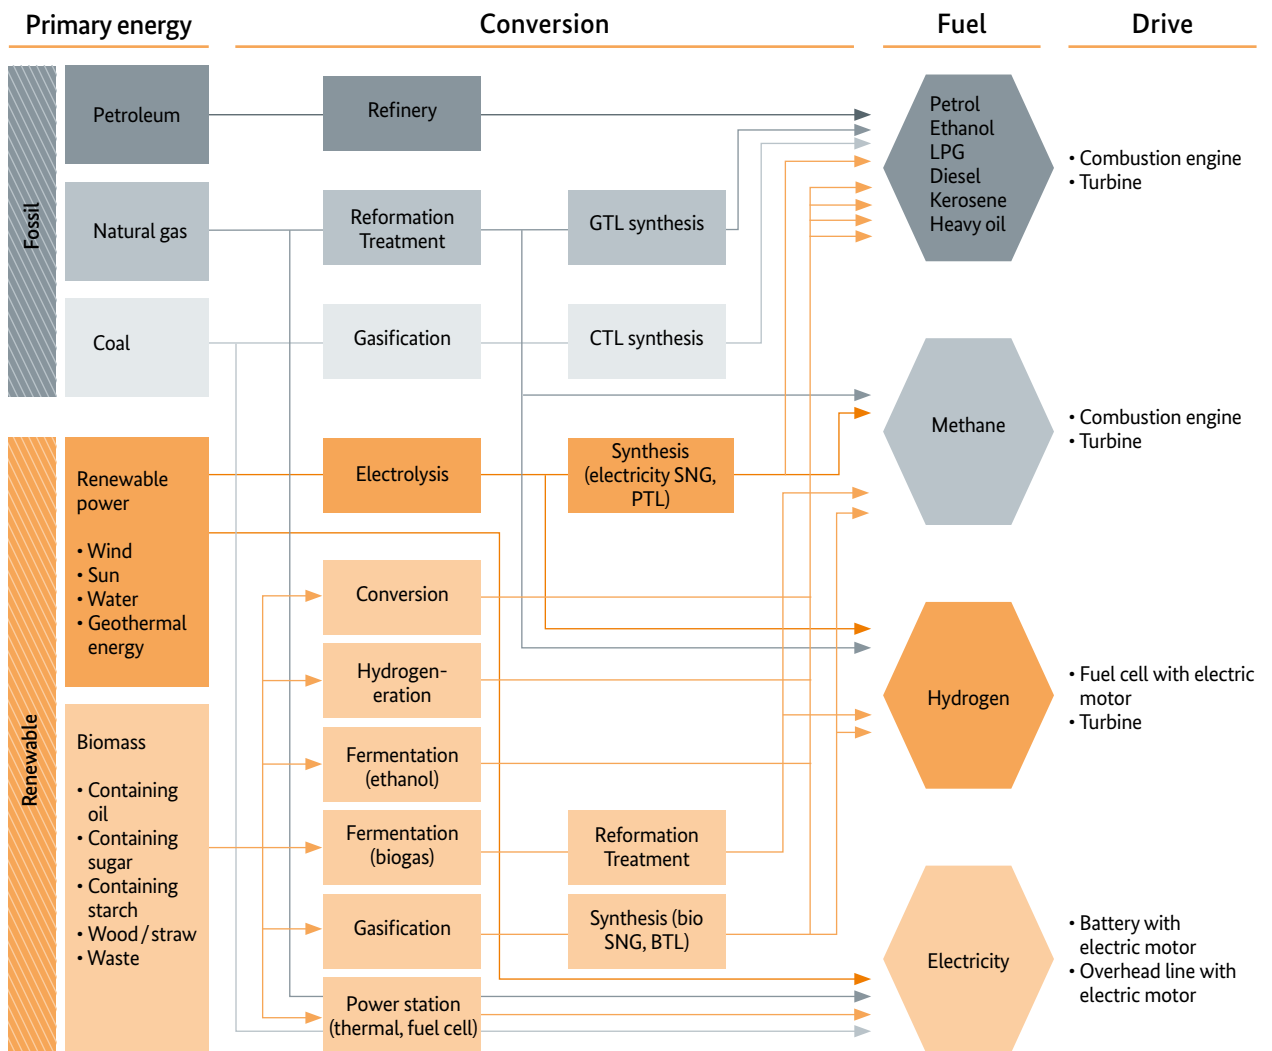 Primary energy
Conversion
Fuel
Drive
Fossil
Petroleum
Refinery
Petrol
Ethanol
LPG
Diesel
Kerosene
Heavy oil
• Combustion engine
• Turbine
Natural gas
Reformation
Treatment
GTL synthesis
Coal
Gasification
CTL synthesis
Methane
• Combustion engine
• Turbine
Renewable
Renewable
power
• Wind
• Sun
• Water
• Geothermal
energy
Electrolysis
Synthesis
(electricity SNG,
PTL)
Conversion
Hydrogen-
eration
Hydrogen
• Fuel cell with electric
motor
• Turbine
Biomass
• Containing
oil
• Containing
sugar
• Containing
starch
• Wood / straw
• Waste
Fermentation
(ethanol)
Fermentation
(biogas)
Reformation
Treatment
Gasification
Synthesis (bio
SNG, BTL)
Power station
(thermal, fuel cell)
Electricity
• Battery with
electric motor
• Overhead line with
electric motor